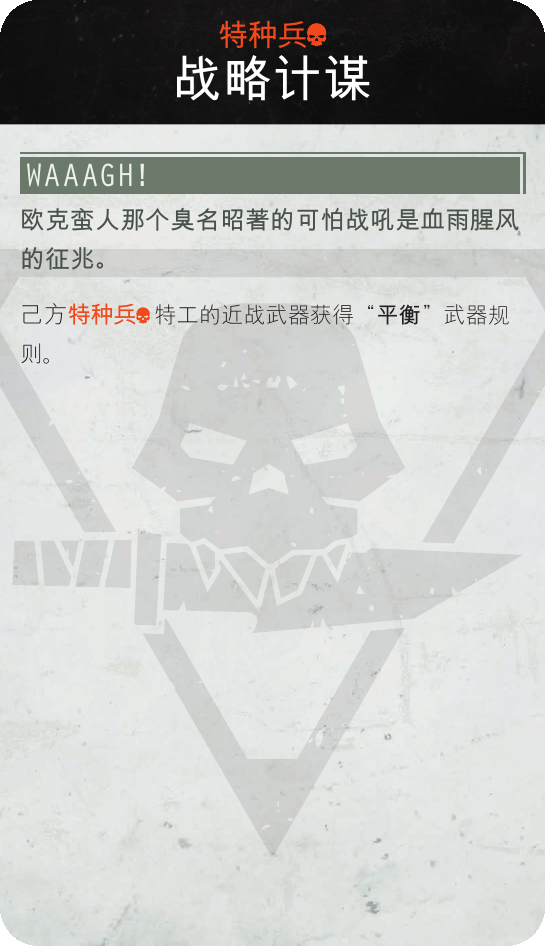 特种兵
战略计谋
WAAAGH!
欧克蛮人那个臭名昭著的可怕战吼是血雨腥风
的征兆。
己方特种兵特工的近战武器获得“平衡”武器规
则。